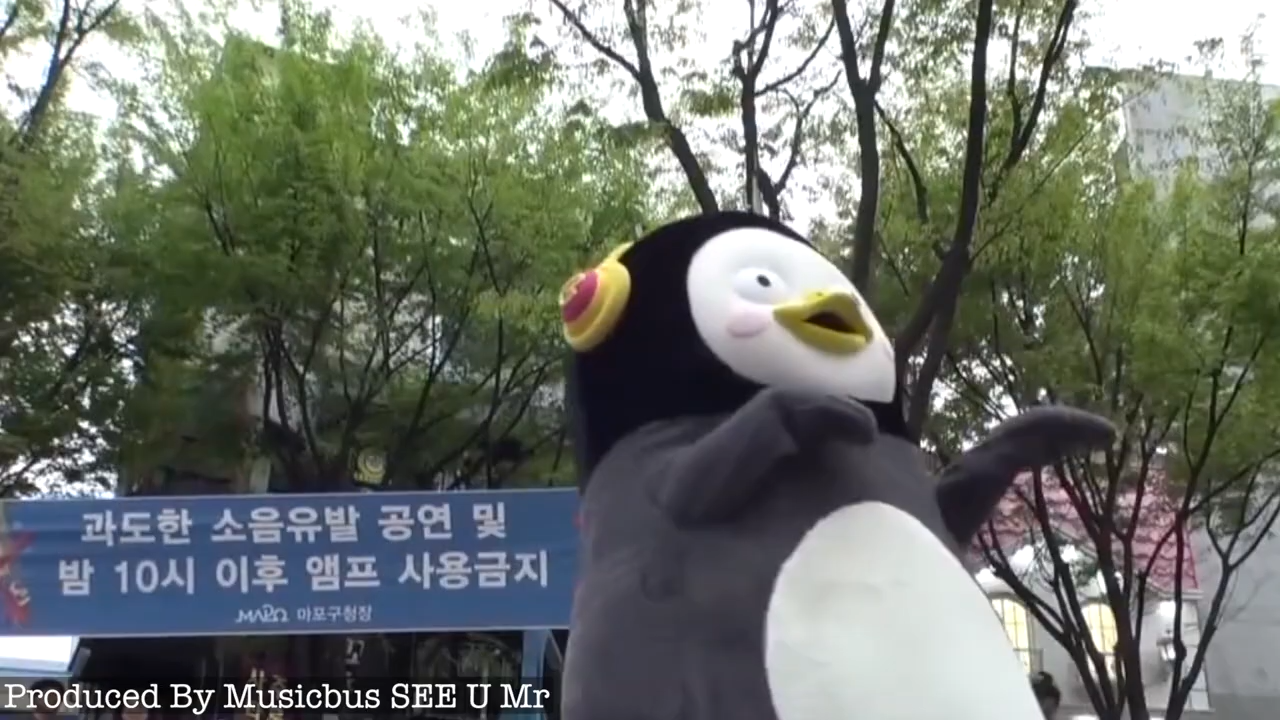 과도한 소음유발 공연 및
밤 10시 이후 앰프 사용금지
MAPO 마포구청장
Produced By Musicbus SEE U Mr